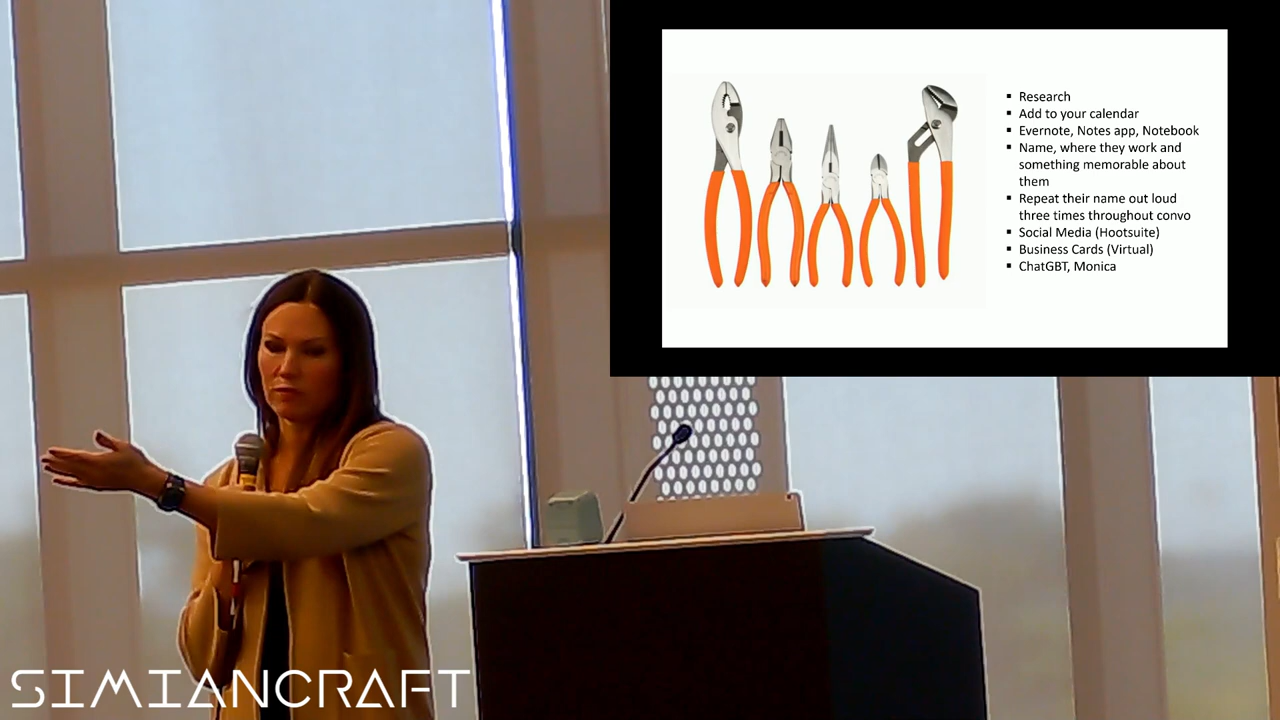 ▪ Research
▪ Add to your calendar
▪ Evernote, Notes app, Notebook
▪ Name, where they work and
something memorable about
them
▪ Repeat their name out loud
three times throughout convo
▪ Social Media (Hootsuite)
▪ Business Cards (Virtual)
▪ ChatGBT, Monica
SIMIANCRAFT